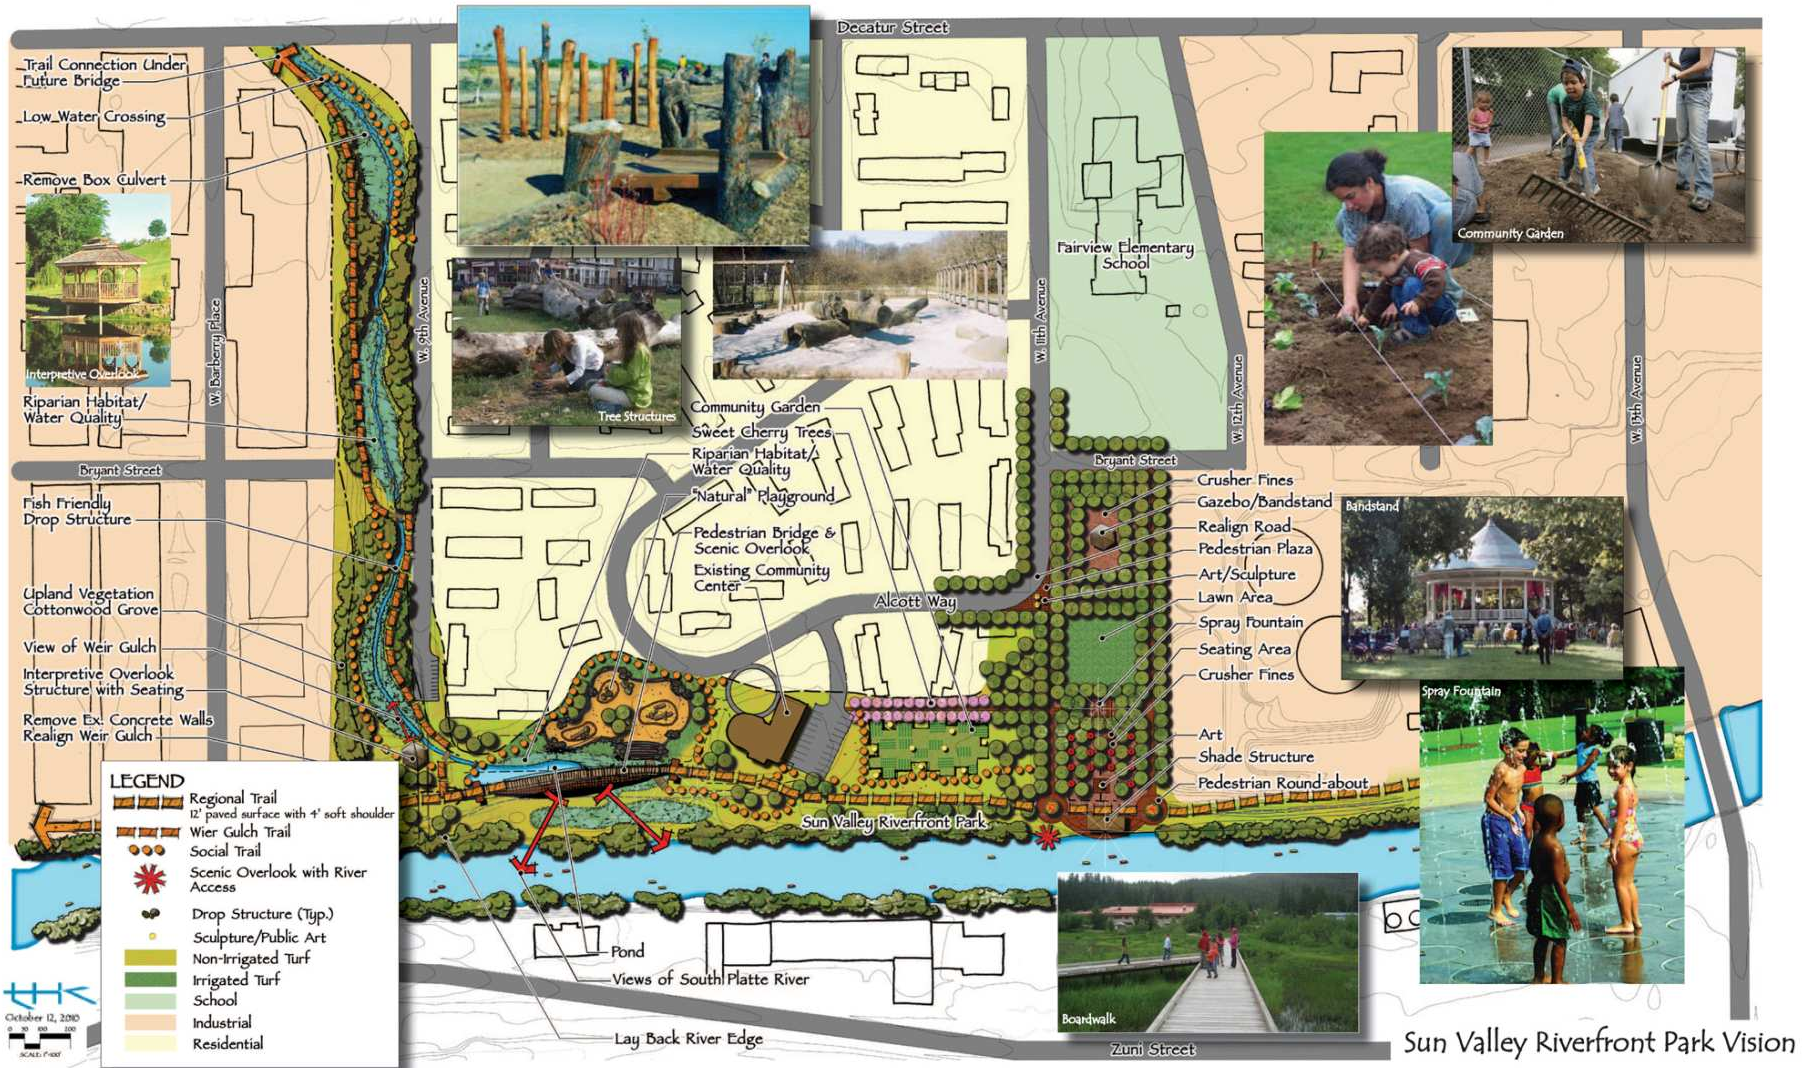 Decatur Street
Trail Connection Under
Future Bridge
Low Water Crossing
Remove Box Culvert
Interpretive Overlook
Riparian Habitat/
Water Quality
Bryant Street
Fish Friendly
Drop Structure
Upland Vegetation
Cottonwood Grove
View of Weir Gulch
Interpretive Overlook
Structure with Seating
Remove Ex. Concrete Walls
Realign Weir Gulch
W. Barberry Place
W. 9th Avenue
Tree Structures
Community Garden
Sweet Cherry Trees
Riparian Habitat/
Water Quality
"Natural" Playground
Pedestrian Bridge &
Scenic Overlook
Existing Community
Center
Alcott Way
W. 11th Avenue
Fairview Elementary
School
W. 12th Avenue
Bryant Street
Crusher Fines
Gazebo/Bandstand
Realign Road
Pedestrian Plaza
Art/Sculpture
Lawn Area
Spray Fountain
Seating Area
Crusher Fines
Art
Shade Structure
Pedestrian Round-about
Community Garden
W. 13th Avenue
Bandstand
Spray Fountain
Sun Valley Riverfront Park
LEGEND
Regional Trail
12' paved surface with 4' soft shoulder
Wier Gulch Trail
Social Trail
Scenic Overlook with River
Access
Drop Structure (Typ.)
Sculpture/Public Art
Non-Irrigated Turf
Irrigated Turf
School
Industrial
Residential
October 12, 2010
0 50 100 200
SCALE: 1"=100'
Pond
Views of South Platte River
Lay Back River Edge
Boardwalk
Zuni Street
Sun Valley Riverfront Park Vision